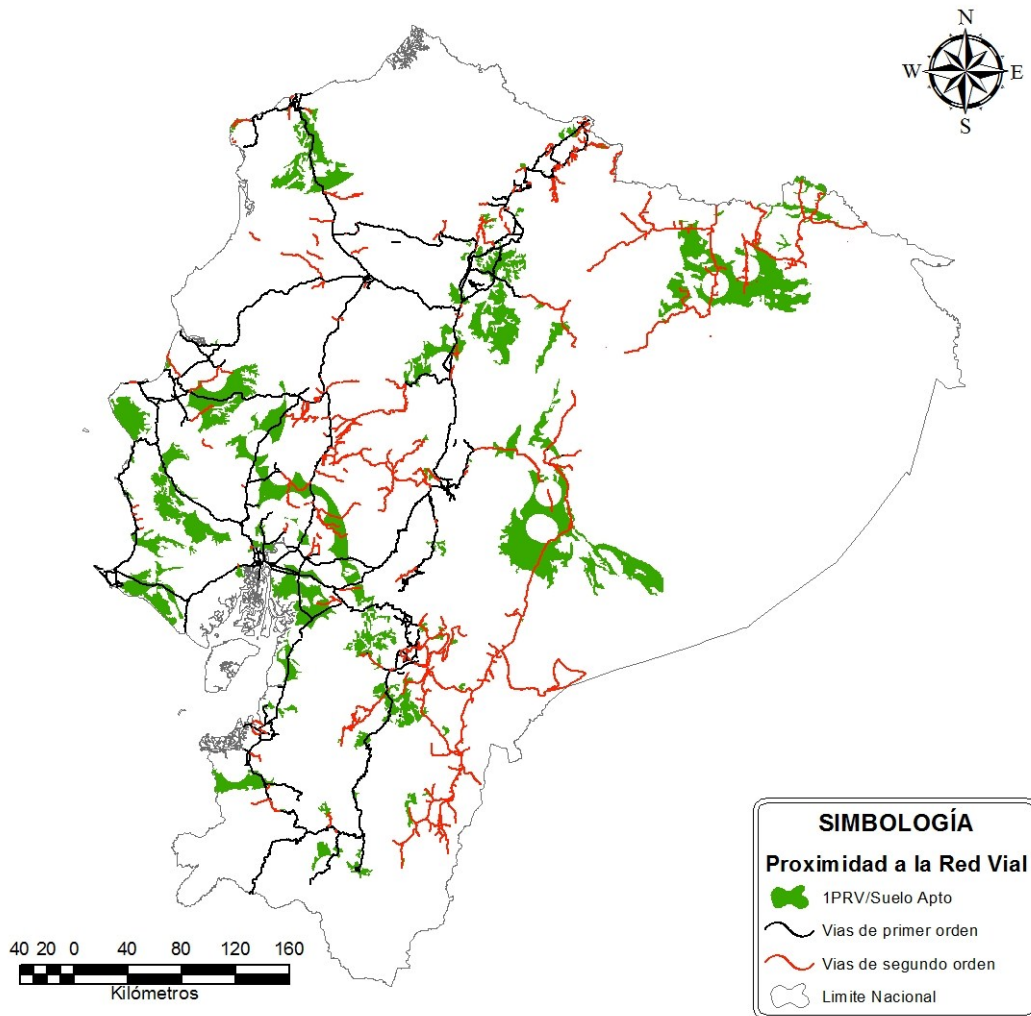 N
W E
S
SIMBOLOGÍA
Proximidad a la Red Vial
1PRV/Suelo Apto
Vias de primer orden
Vias de segundo orden
Limite Nacional
40 20 0 40 80 120 160
Kilómetros